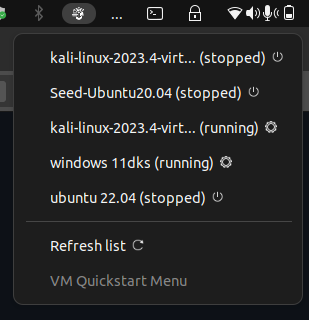 ...
kali-linux-2023.4-virt... (stopped)
Seed-Ubuntu20.04 (stopped)
kali-linux-2023.4-virt... (running)
windows 11dks (running)
ubuntu 22.04 (stopped)
Refresh list
VM Quickstart Menu